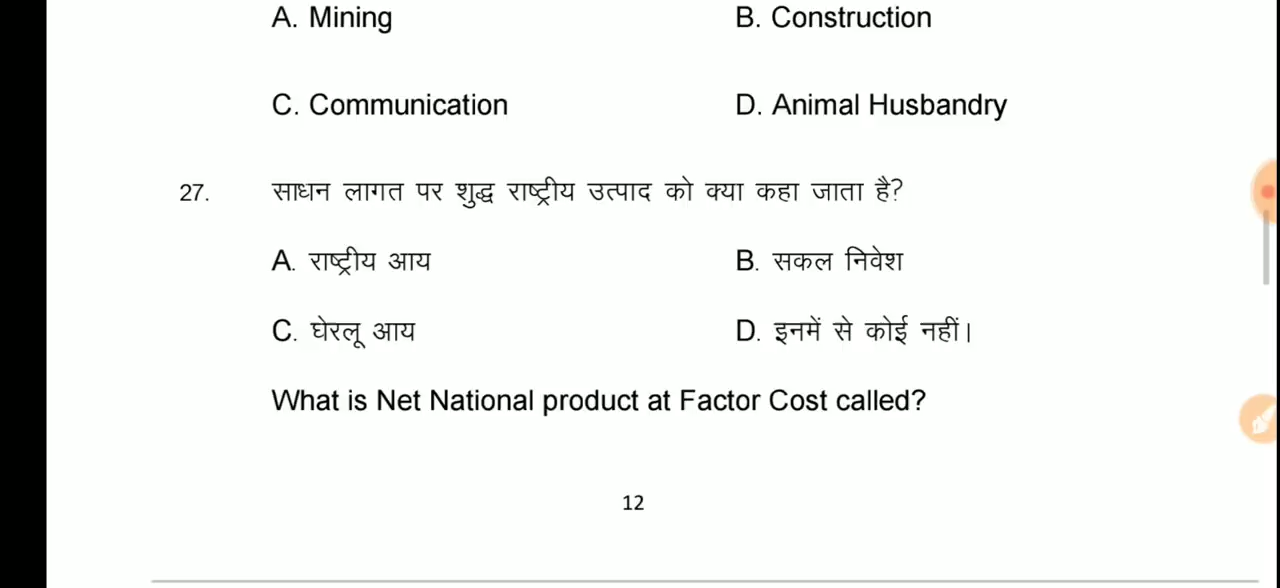 A. Mining B. Construction
C. Communication D. Animal Husbandry
27. साधन लागत पर शुद्ध राष्ट्रीय उत्पाद को क्या कहा जाता है?
A. राष्ट्रीय आय B. सकल निवेश
C. घेरलू आय D. इनमें से कोई नहीं।
What is Net National product at Factor Cost called?
12